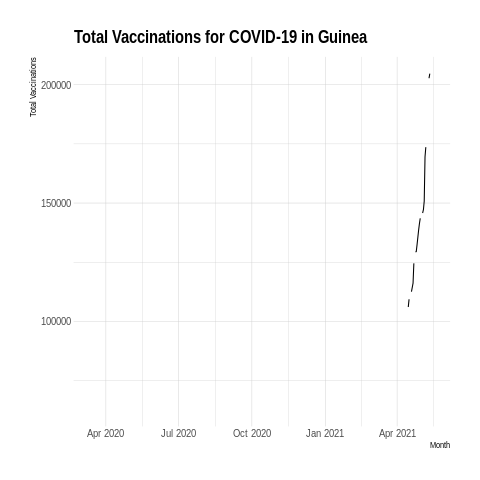 Total Vaccinations for COVID-19 in Guinea
Total Vaccinations
200000
150000
100000
Apr 2020 Jul 2020 Oct 2020 Jan 2021 Apr 2021
Month